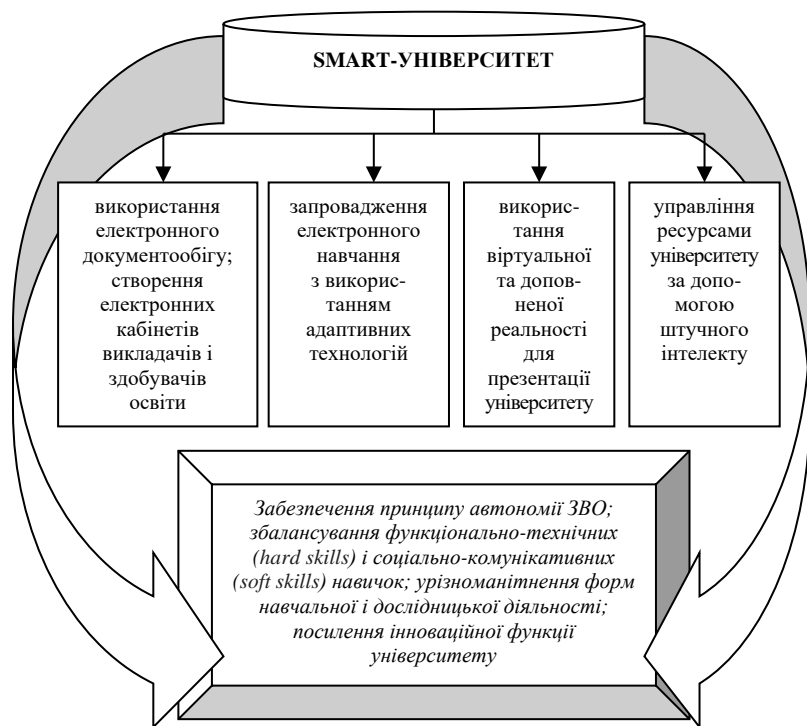 SMART-УНІВЕРСИТЕТ
використання
електронного
документообігу;
створення
електронних
кабінетів
викладачів і
здобувачів
освіти
запровадження
електронного
навчання
з викорис-
танням
адаптивних
технологій
викорис-
тання
віртуальної
та допов-
неної
реальності
для
презентації
університету
управління
ресурсами
університету
за допо-
могою
штучного
інтелекту
Забезпечення принципу автономії ЗВО;
збалансування функціонально-технічних
(hard skills) і соціально-комунікативних
(soft skills) навичок; урізноманітнення форм
навчальної і дослідницької діяльності;
посилення інноваційної функції
університету